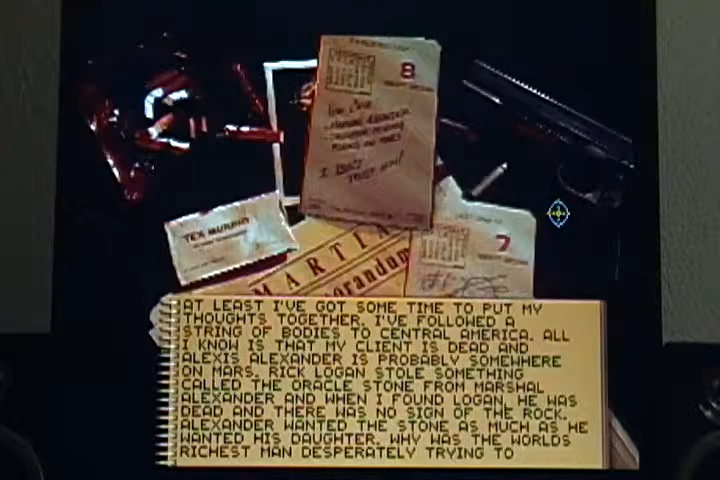 8
TEX MURPHY
7
MARTIAN
Memorandum
AT LEAST I'VE GOT SOME TIME TO PUT MY
THOUGHTS TOGETHER. I'VE FOLLOWED A
STRING OF BODIES TO CENTRAL AMERICA. ALL
I KNOW IS THAT MY CLIENT IS DEAD AND
ALEXIS ALEXANDER IS PROBABLY SOMEWHERE
ON MARS. RICK LOGAN STOLE SOMETHING
CALLED THE ORACLE STONE FROM MARSHAL
ALEXANDER AND WHEN I FOUND LOGAN, HE WAS
DEAD AND THERE WAS NO SIGN OF THE ROCK.
ALEXANDER WANTED THE STONE AS MUCH AS HE
WANTED HIS DAUGHTER. WHY WAS THE WORLDS
RICHEST MAN DESPERATELY TRYING TO